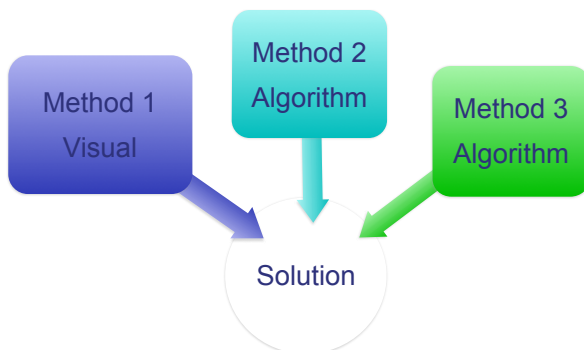 Method 1
Visual
Method 2
Algorithm
Method 3
Algorithm
Solution